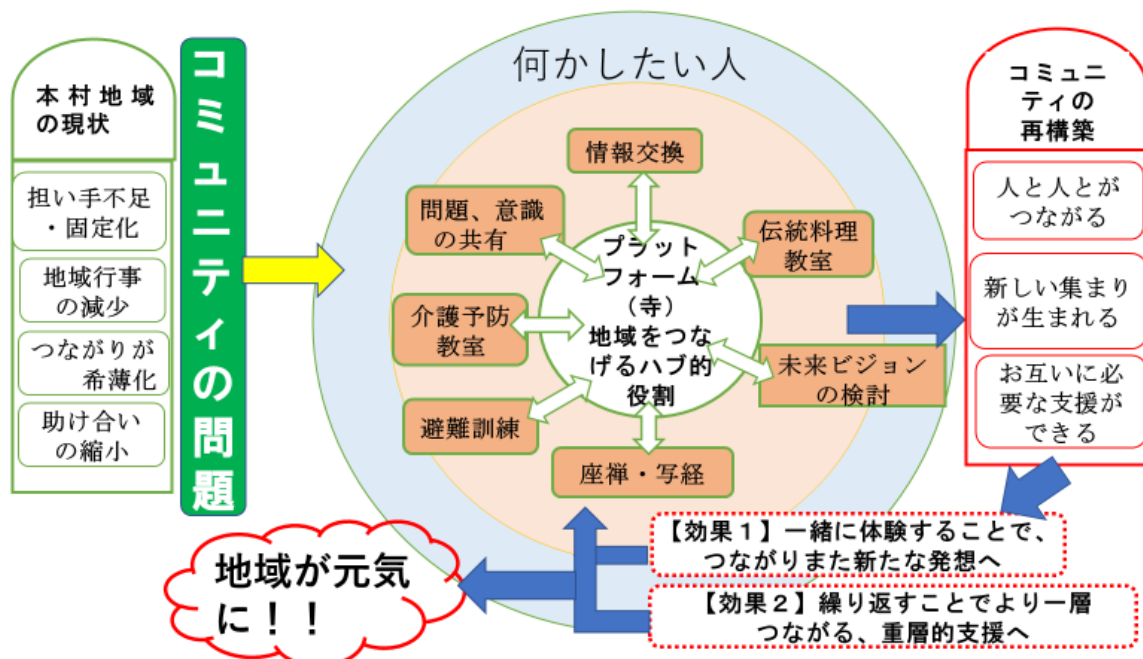 本村地域
の現状
担い手不足
・固定化
地域行事
の減少
つながりが
希薄化
助け合い
の縮小
コミュニティの問題
何かしたい人
情報交換
問題、意識
の共有
伝統料理
教室
介護予防
教室
未来ビジョン
の検討
避難訓練
座禅・写経
プラット
フォーム
（寺）
地域をつな
げるハブ的
役割
コミュニ
ティの
再構築
人と人とが
つながる
新しい集まり
が生まれる
お互いに必
要な支援が
できる
【効果１】一緒に体験することで、
つながりまた新たな発想へ
【効果２】繰り返すことでより一層
つながる、重層的支援へ
地域が元気
に！！